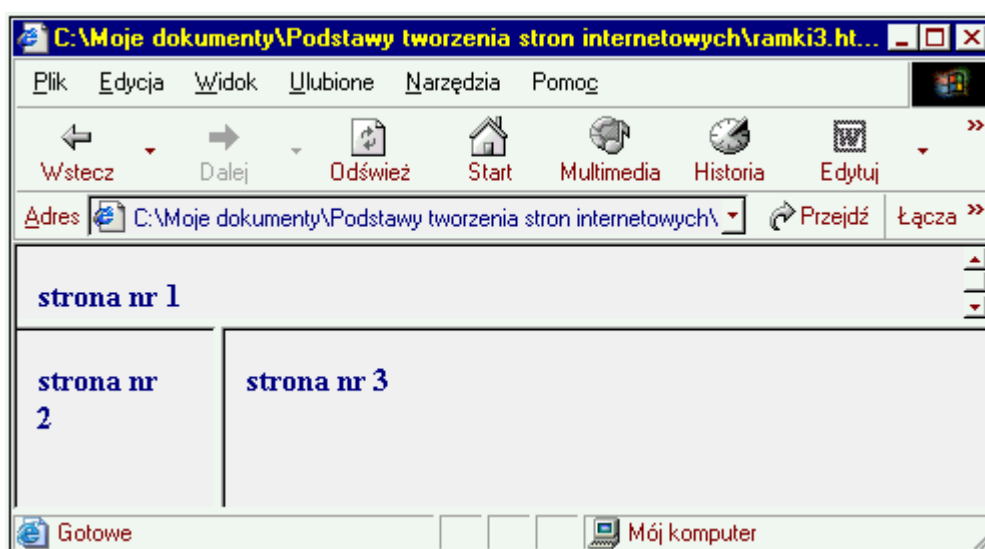 C:\Moje dokumenty\Podstawy tworzenia stron internetowych\ramki3.ht...
Plik Edycja Widok Ulubione Narzędzia Pomoc
Wstecz Dalej Odśwież Start Multimedia Historia Edytuj »
Adres C:\Moje dokumenty\Podstawy tworzenia stron internetowych\ Przejdź Łącza »
strona nr 1
strona nr
2
strona nr 3
Gotowe Mój komputer